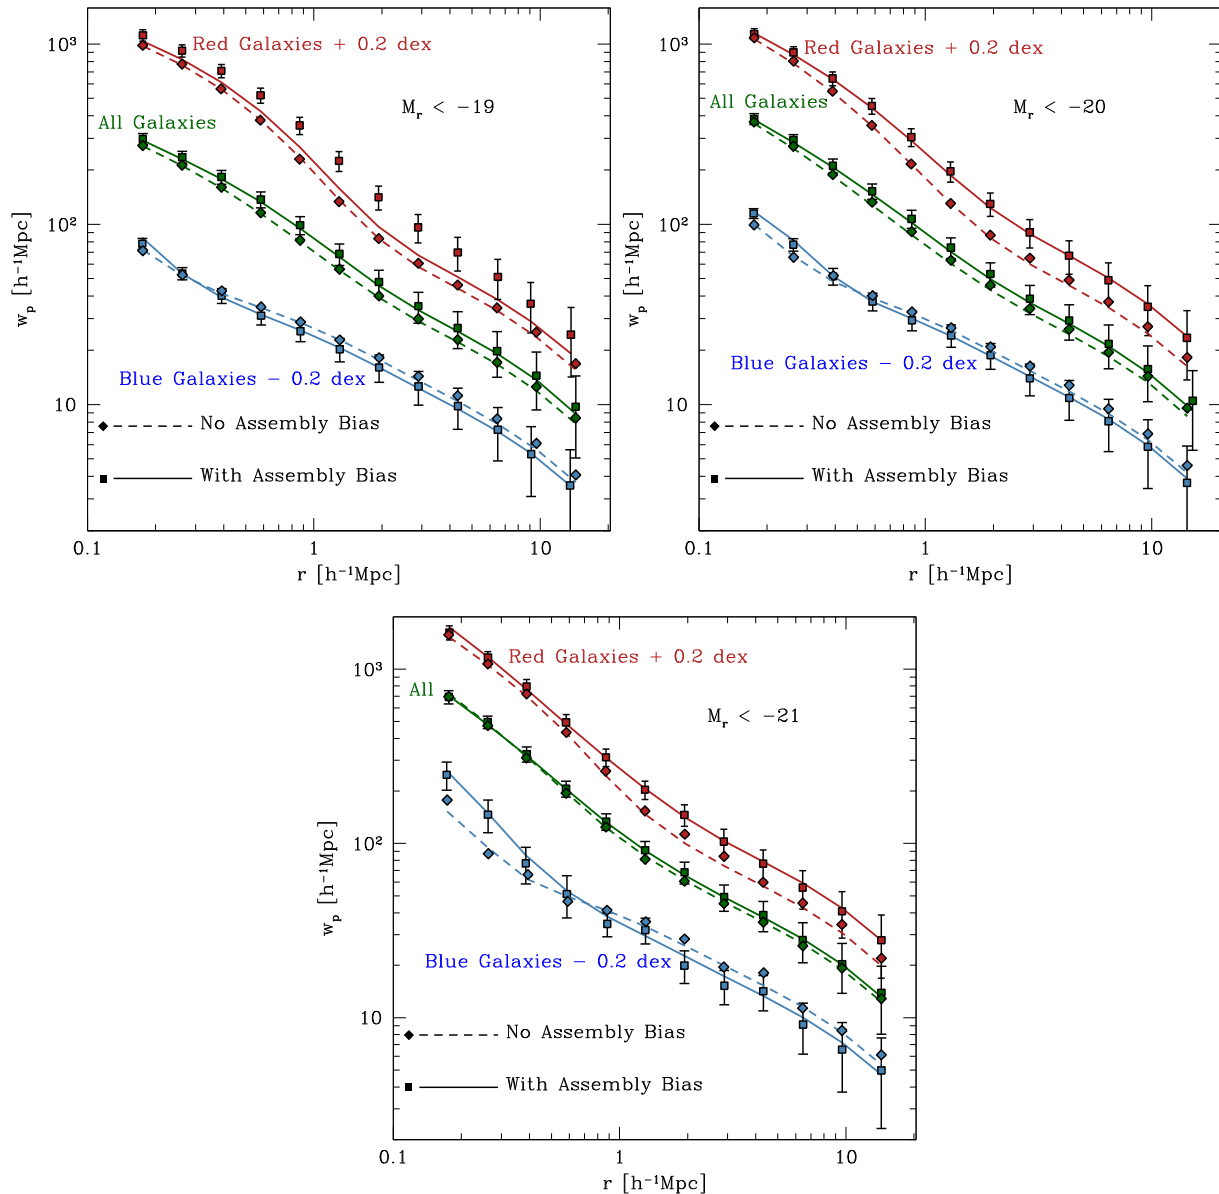 10³
10²
10
w_p [h⁻¹Mpc]
Red Galaxies + 0.2 dex
M_r < −19
All Galaxies
Blue Galaxies − 0.2 dex
No Assembly Bias
With Assembly Bias
0.1 1 10
r [h⁻¹Mpc]
10³
10²
10
w_p [h⁻¹Mpc]
Red Galaxies + 0.2 dex
M_r < −20
All Galaxies
Blue Galaxies − 0.2 dex
No Assembly Bias
With Assembly Bias
0.1 1 10
r [h⁻¹Mpc]
10³
10²
10
w_p [h⁻¹Mpc]
Red Galaxies + 0.2 dex
All
M_r < −21
Blue Galaxies − 0.2 dex
No Assembly Bias
With Assembly Bias
0.1 1 10
r [h⁻¹Mpc]